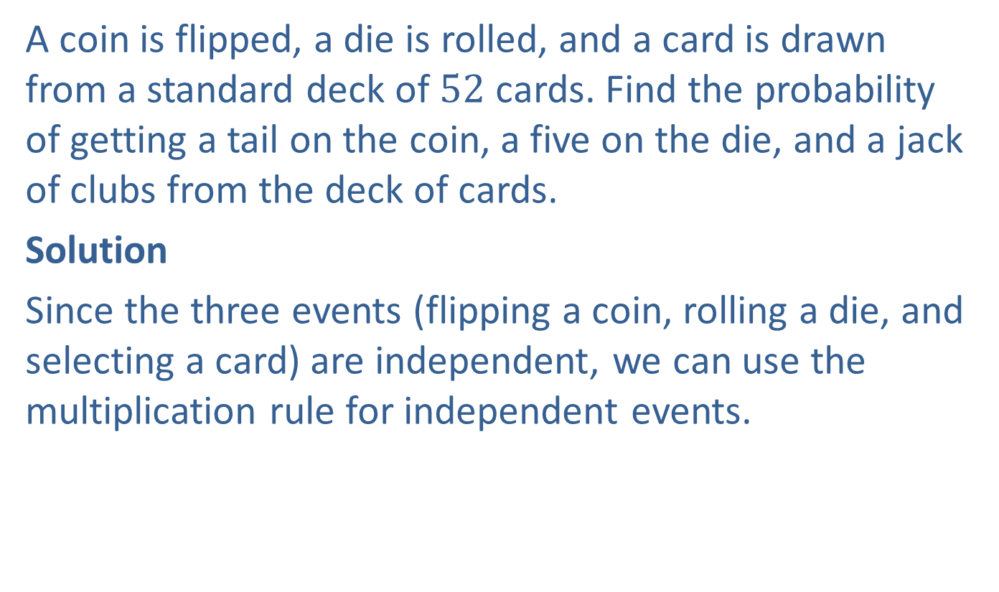 A coin is flipped, a die is rolled, and a card is drawn
from a standard deck of 52 cards. Find the probability
of getting a tail on the coin, a five on the die, and a jack
of clubs from the deck of cards.
Solution
Since the three events (flipping a coin, rolling a die, and
selecting a card) are independent, we can use the
multiplication rule for independent events.